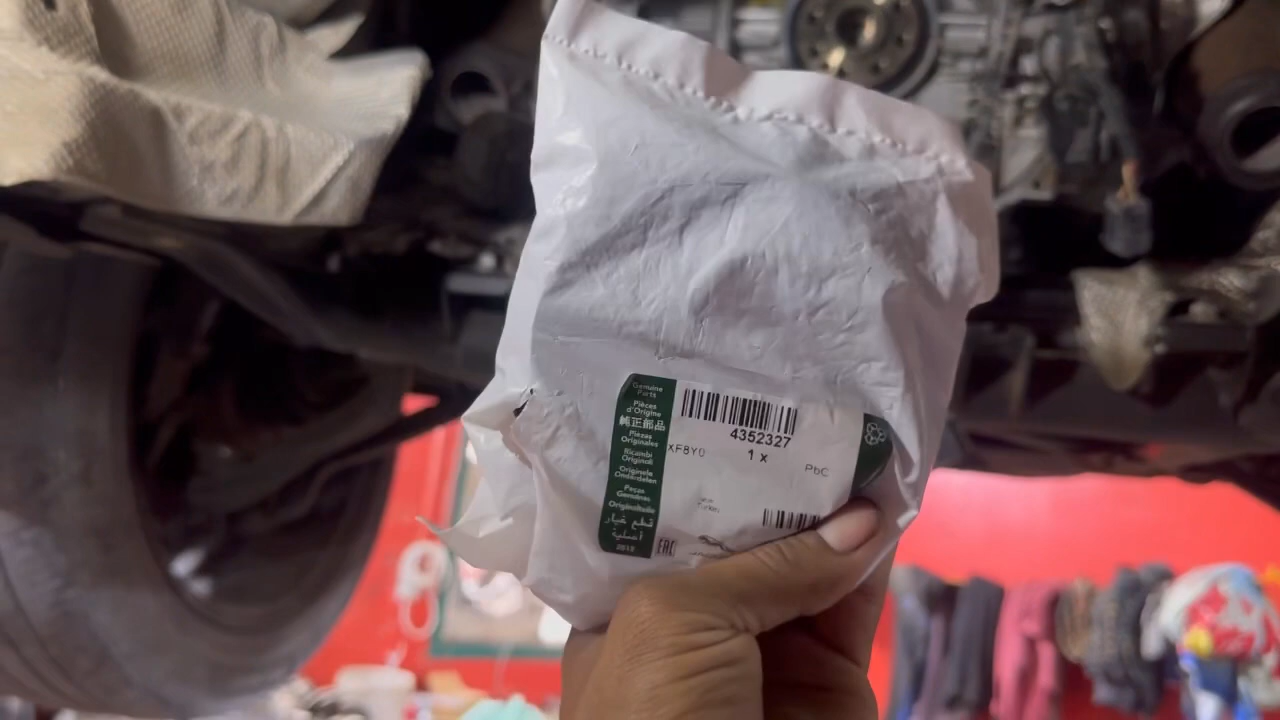 Genuine
Parts
Pièces
d'Origine
純正部品
Piezas
Originales
Ricambi
Originali
Originele
Onderdelen
Peças
Genuínas
Originalteile
قطع غيار
أصلية
4352327
XF8Y0
1 x
PbC
Turkey
EAC